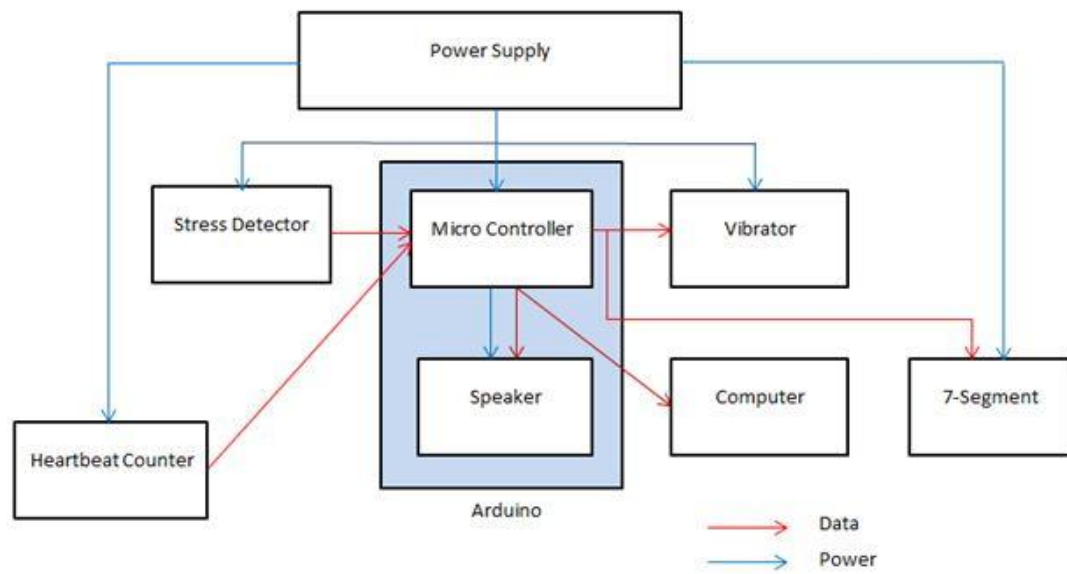 Power Supply
Stress Detector
Micro Controller
Vibrator
Speaker
Computer
7-Segment
Heartbeat Counter
Arduino
Data
Power